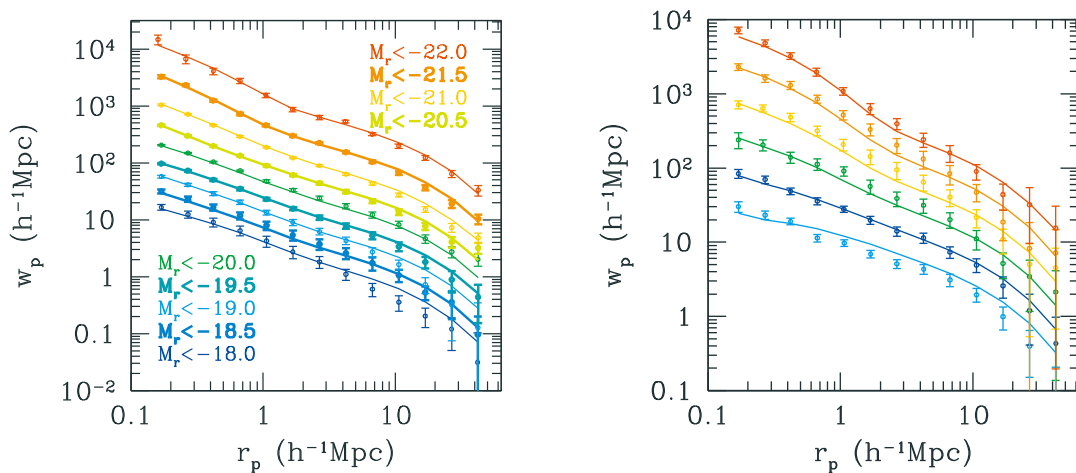 10⁴
10³
10²
10
1
0.1
10⁻²
w_p (h⁻¹Mpc)
M_r<-22.0
M_r<-21.5
M_r<-21.0
M_r<-20.5
M_r<-20.0
M_r<-19.5
M_r<-19.0
M_r<-18.5
M_r<-18.0
0.1 1 10
r_p (h⁻¹Mpc)
10⁴
10³
100
10
1
0.1
w_p (h⁻¹Mpc)
0.1 1 10
r_p (h⁻¹Mpc)